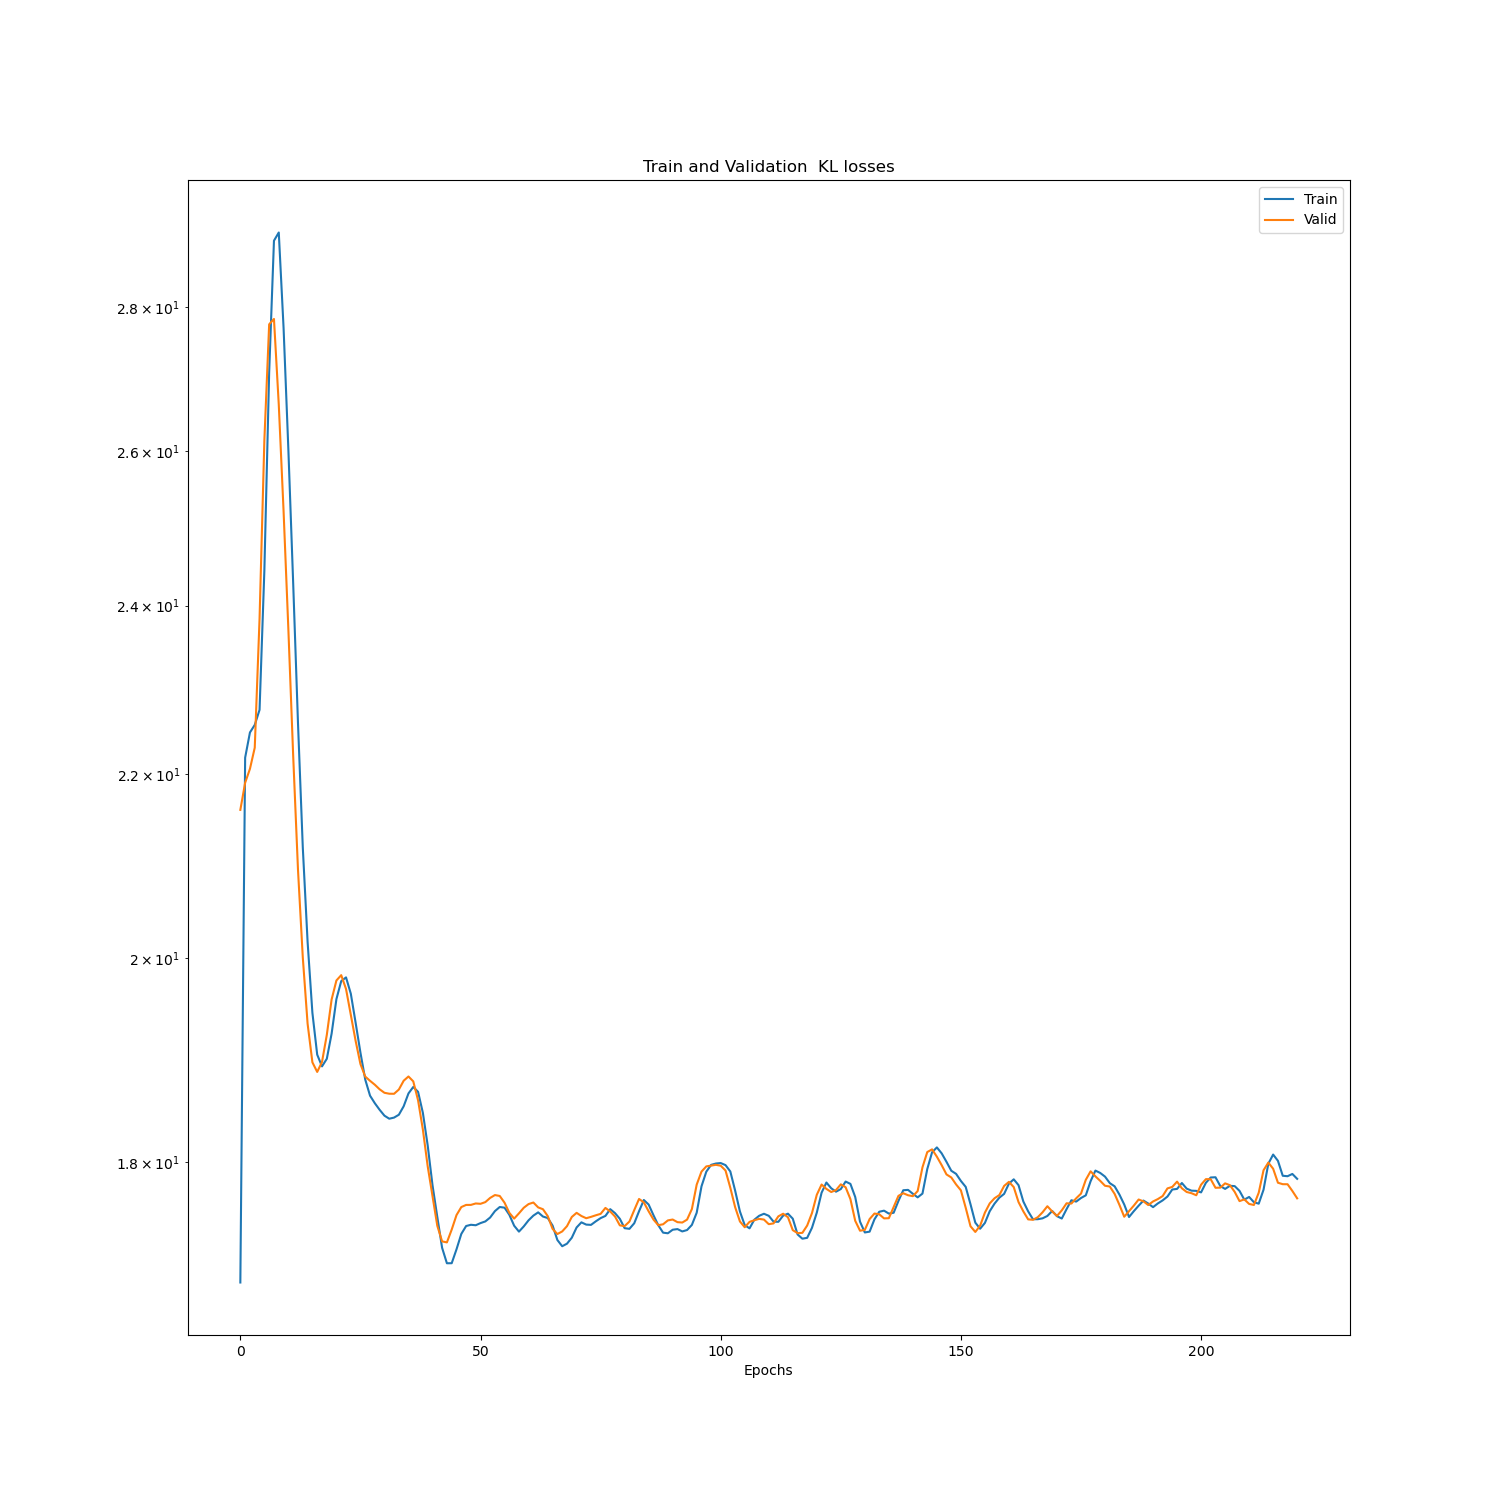 Train and Validation  KL losses
Train
Valid
2.8 × 10¹
2.6 × 10¹
2.4 × 10¹
2.2 × 10¹
2 × 10¹
1.8 × 10¹
0 50 100 150 200
Epochs